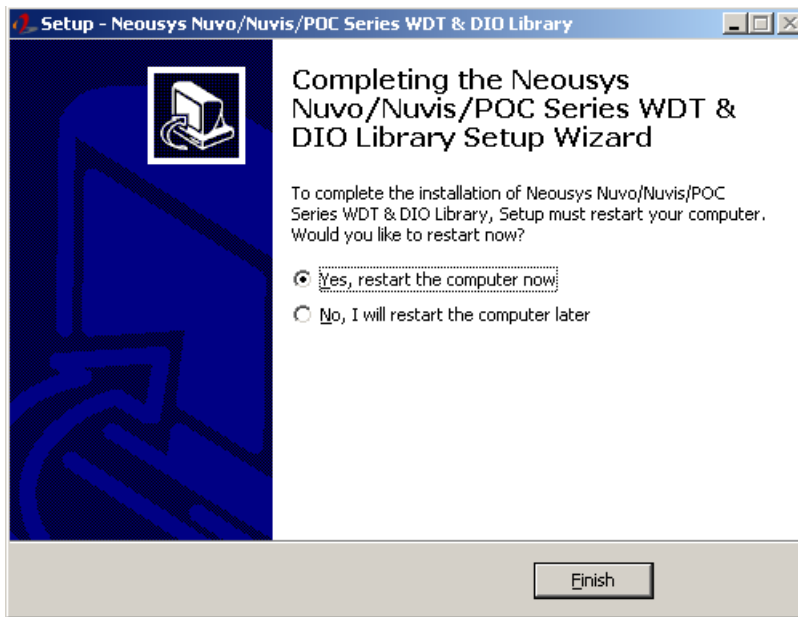 Setup - Neousys Nuvo/Nuvis/POC Series WDT & DIO Library
Completing the Neousys
Nuvo/Nuvis/POC Series WDT &
DIO Library Setup Wizard
To complete the installation of Neousys Nuvo/Nuvis/POC
Series WDT & DIO Library, Setup must restart your computer.
Would you like to restart now?
Yes, restart the computer now
No, I will restart the computer later
Finish